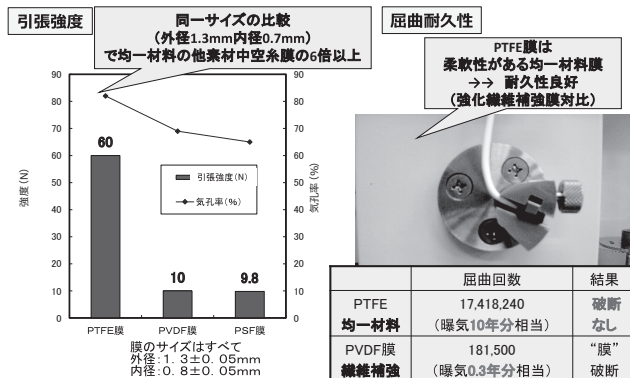 引張強度
同一サイズの比較
(外径1.3mm内径0.7mm)
で均一材料の他素材中空糸膜の6倍以上
強度(N)
90
80
70
60
50
40
30
20
10
0
60
10
9.8
引張強度(N)
気孔率(%)
90
80
70
60
50
40
30
20
10
0
気孔率(%)
PTFE膜 PVDF膜 PSF膜
膜のサイズはすべて
外径:1.3±0.05mm
内径:0.8±0.05mm
屈曲耐久性
PTFE膜は
柔軟性がある均一材料膜
→→ 耐久性良好
(強化繊維補強膜対比)
屈曲回数 結果
PTFE 17,418,240 破断
均一材料 (曝気10年分相当) なし
PVDF膜 181,500 “膜”
繊維補強 (曝気0.3年分相当) 破断